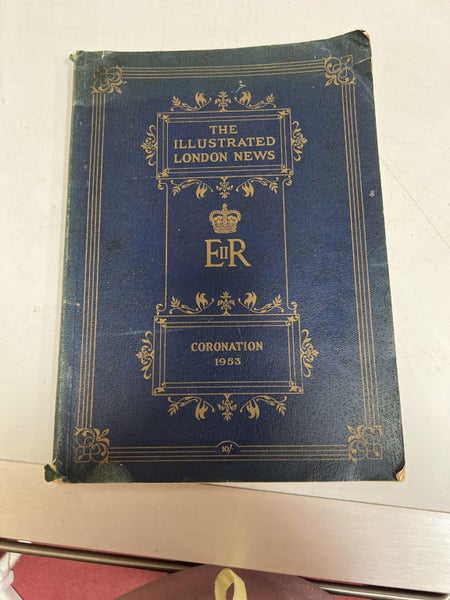 THE
ILLUSTRATED
LONDON NEWS
EIIR
CORONATION
1953
10/-